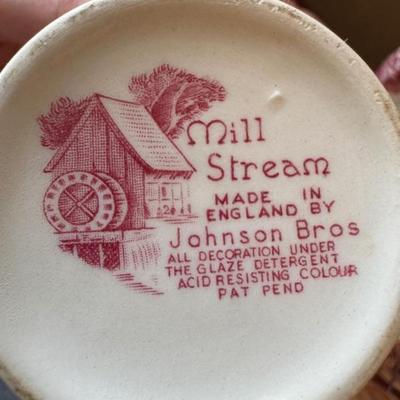 Mill
Stream
MADE IN
ENGLAND BY
Johnson Bros
ALL DECORATION UNDER
THE GLAZE DETERGENT
ACID RESISTING COLOUR
PAT PEND